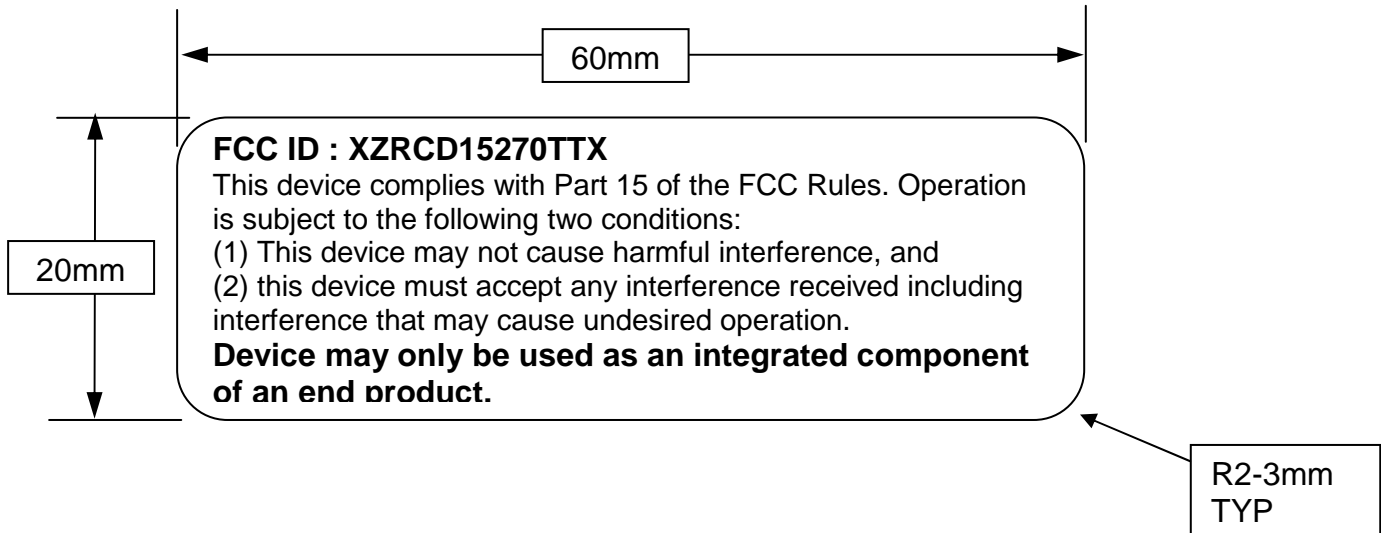 60mm
FCC ID : XZRCD15270TTX
This device complies with Part 15 of the FCC Rules. Operation
is subject to the following two conditions:
(1) This device may not cause harmful interference, and
20mm
(2) this device must accept any interference received including
interference that may cause undesired operation.
Device may only be used as an integrated component
of an end product.
R2-3mm
TYP